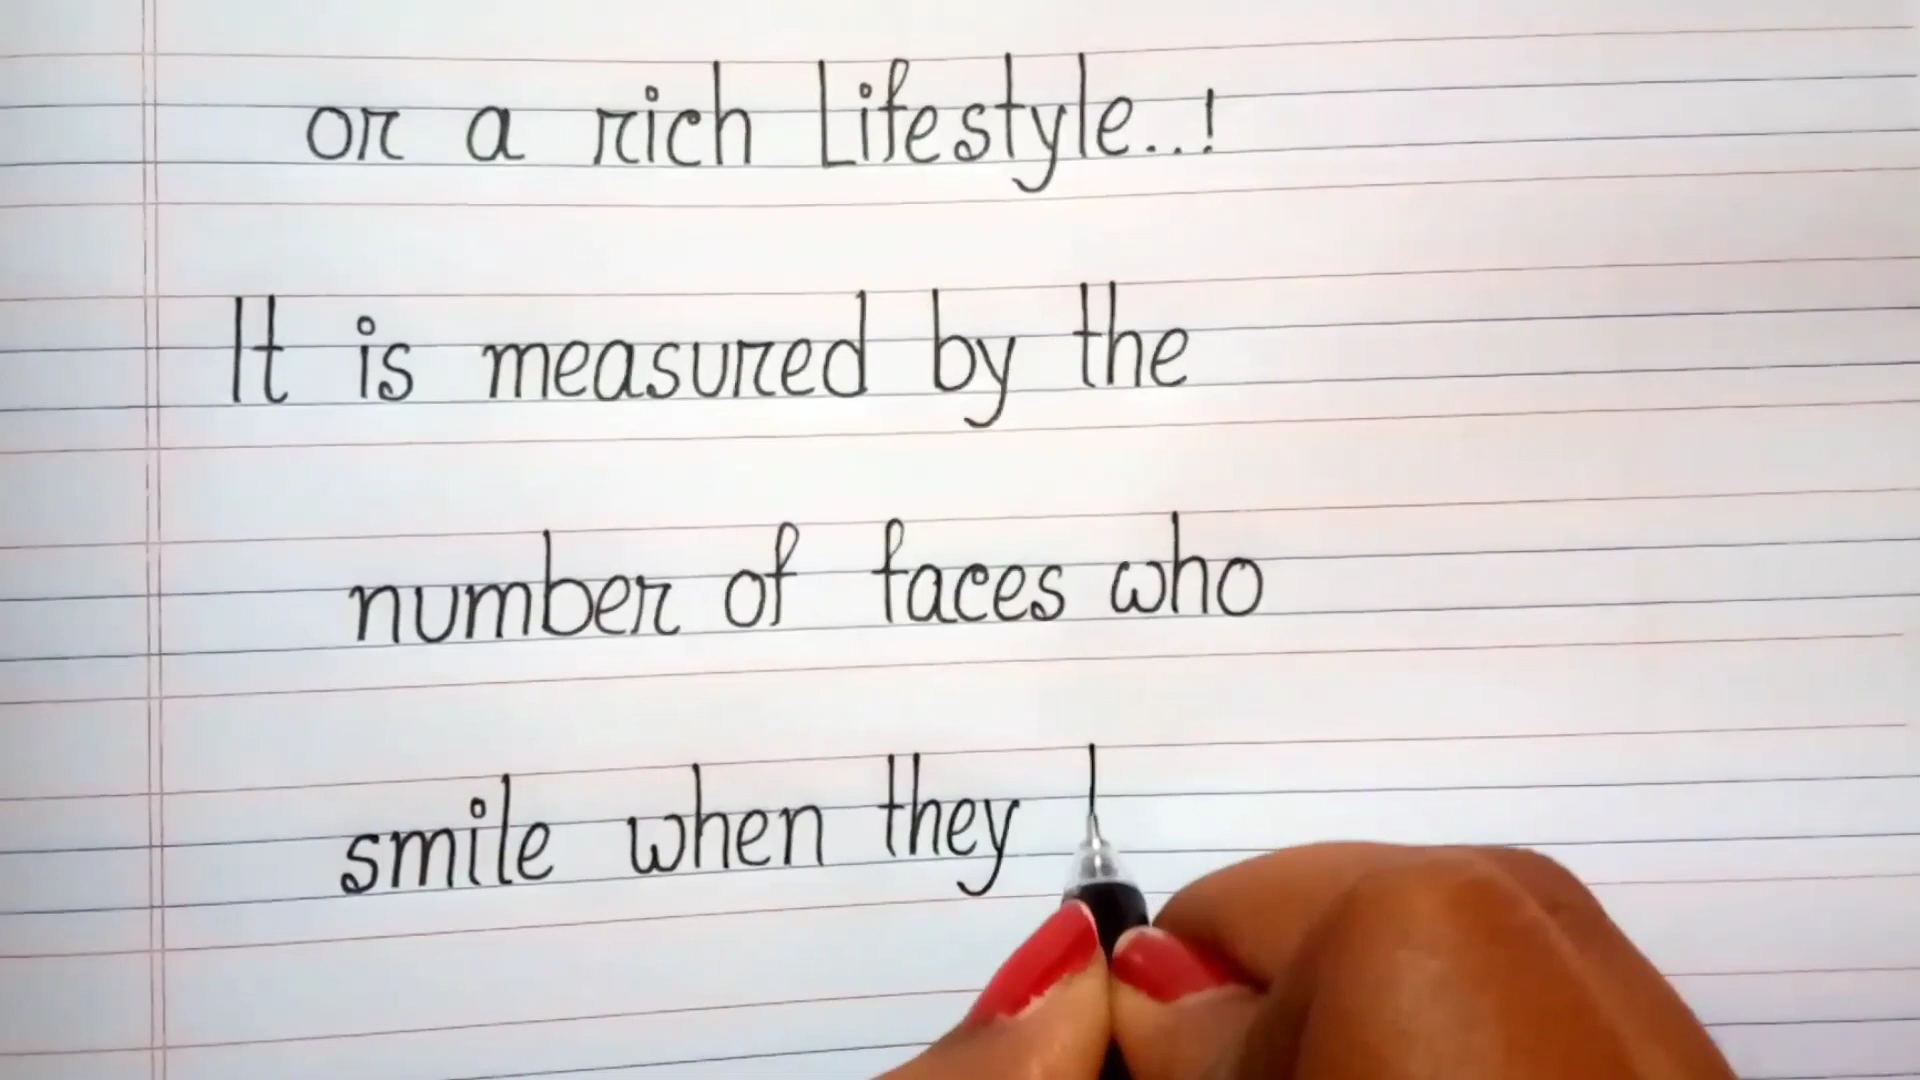 or a rich Lifestyle..!
It is measured by the
number of faces who
smile when they